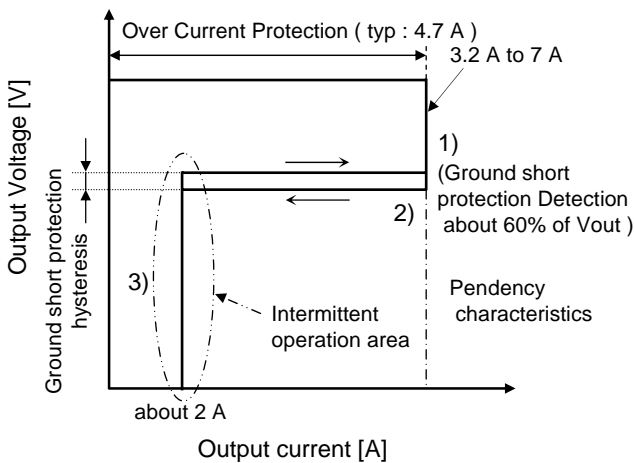 Over Current Protection ( typ : 4.7 A )
3.2 A to 7 A
Output Voltage [V]
Ground short protection
hysteresis
1)
(Ground short
protection Detection
about 60% of Vout )
2)
3)
Intermittent
operation area
Pendency
characteristics
about 2 A
Output current [A]